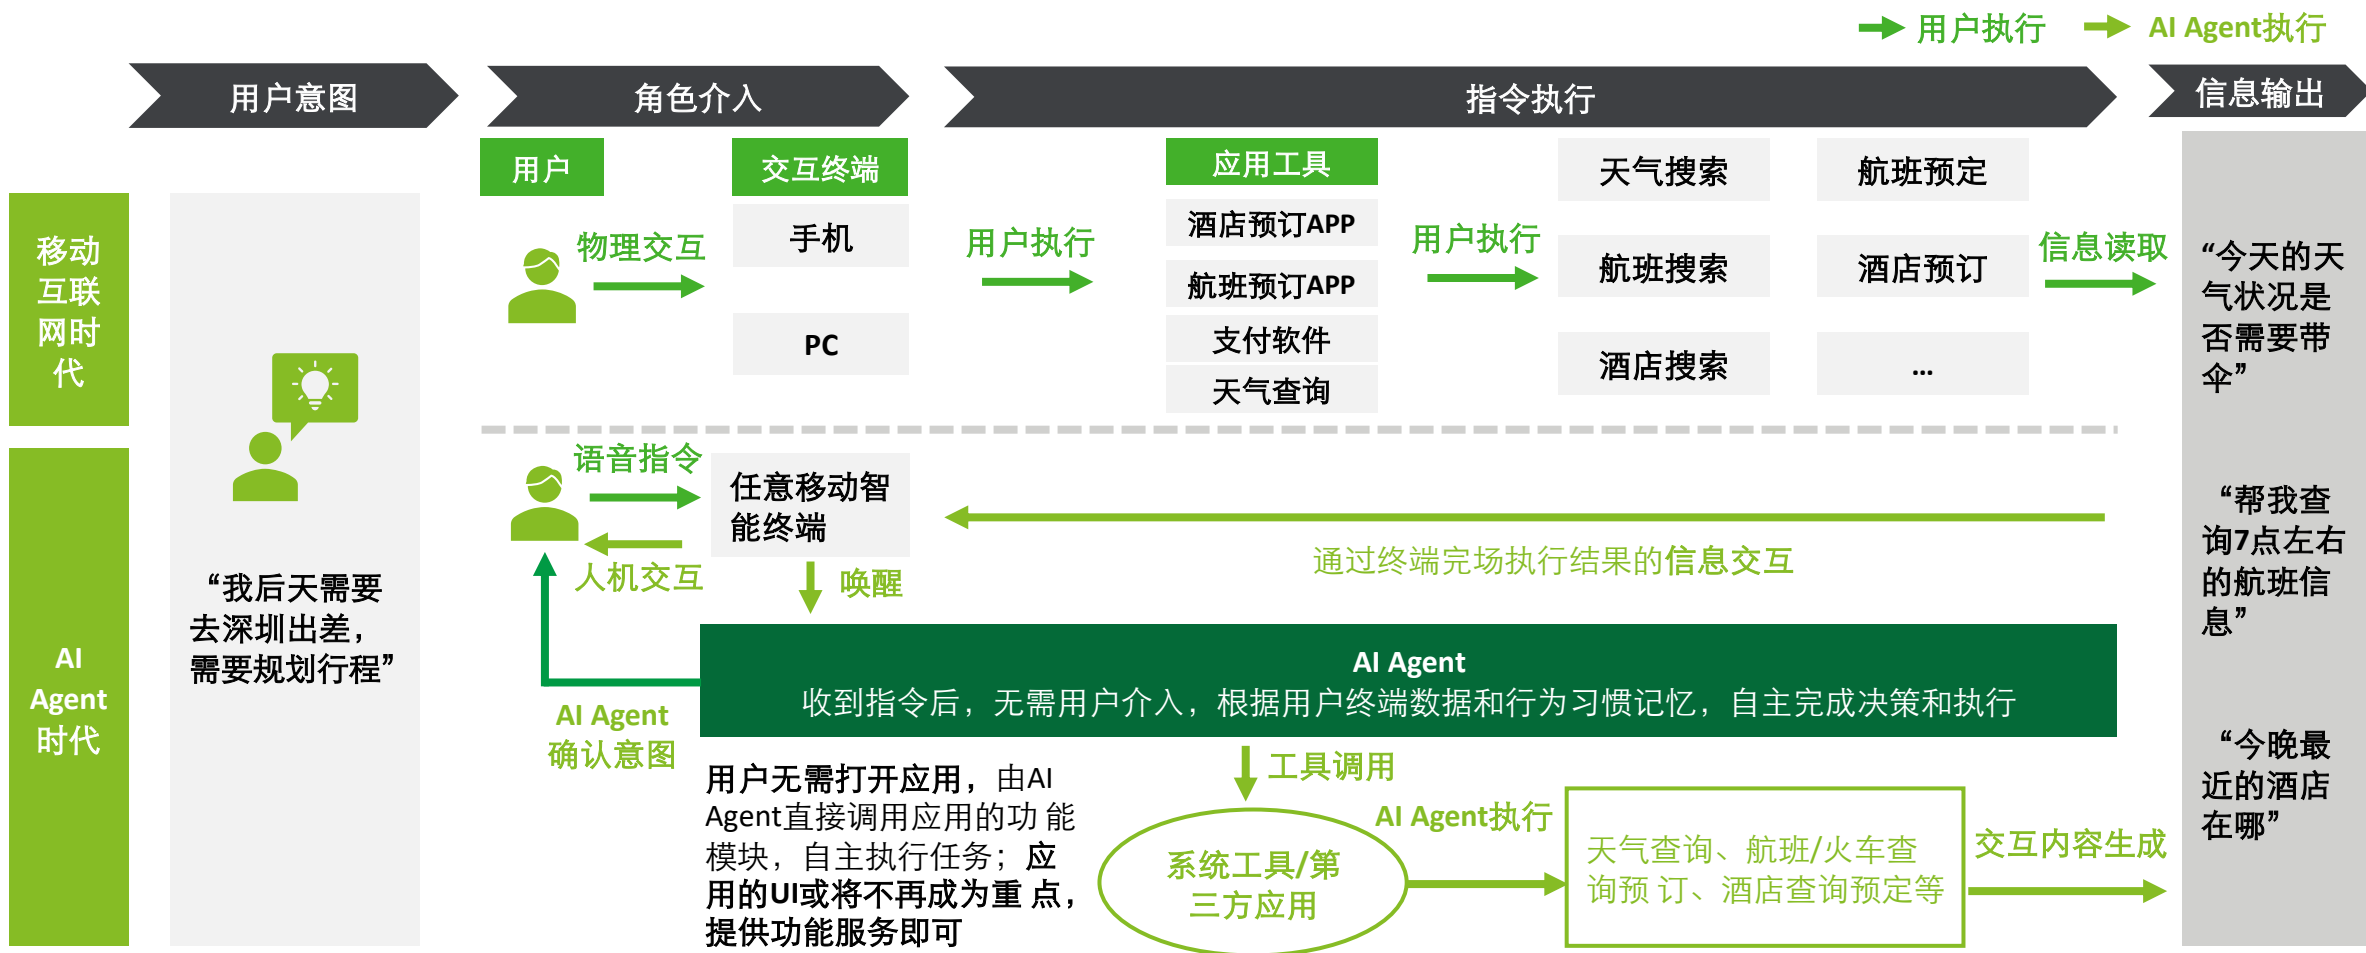 用户执行
AI Agent执行
用户意图
角色介入
指令执行
信息输出
移动
互联
网时
代
AI
Agent
时代
“我后天需要
去深圳出差，
需要规划行程”
用户
交互终端
物理交互
手机
PC
用户执行
应用工具
酒店预订APP
航班预订APP
支付软件
天气查询
用户执行
天气搜索
航班预定
航班搜索
酒店预订
酒店搜索
...
信息读取
“今天的天
气状况是
否需要带
伞”
“帮我查
询7点左右
的航班信
息”
“今晚最
近的酒店
在哪”
语音指令
任意移动智
能终端
人机交互
唤醒
通过终端完场执行结果的信息交互
AI Agent
收到指令后，无需用户介入，根据用户终端数据和行为习惯记忆，自主完成决策和执行
AI Agent
确认意图
用户无需打开应用，由AI
Agent直接调用应用的功 能
模块，自主执行任务；应
用的UI或将不再成为重 点，
提供功能服务即可
工具调用
系统工具/第
三方应用
AI Agent执行
天气查询、航班/火车查
询预 订、酒店查询预定等
交互内容生成